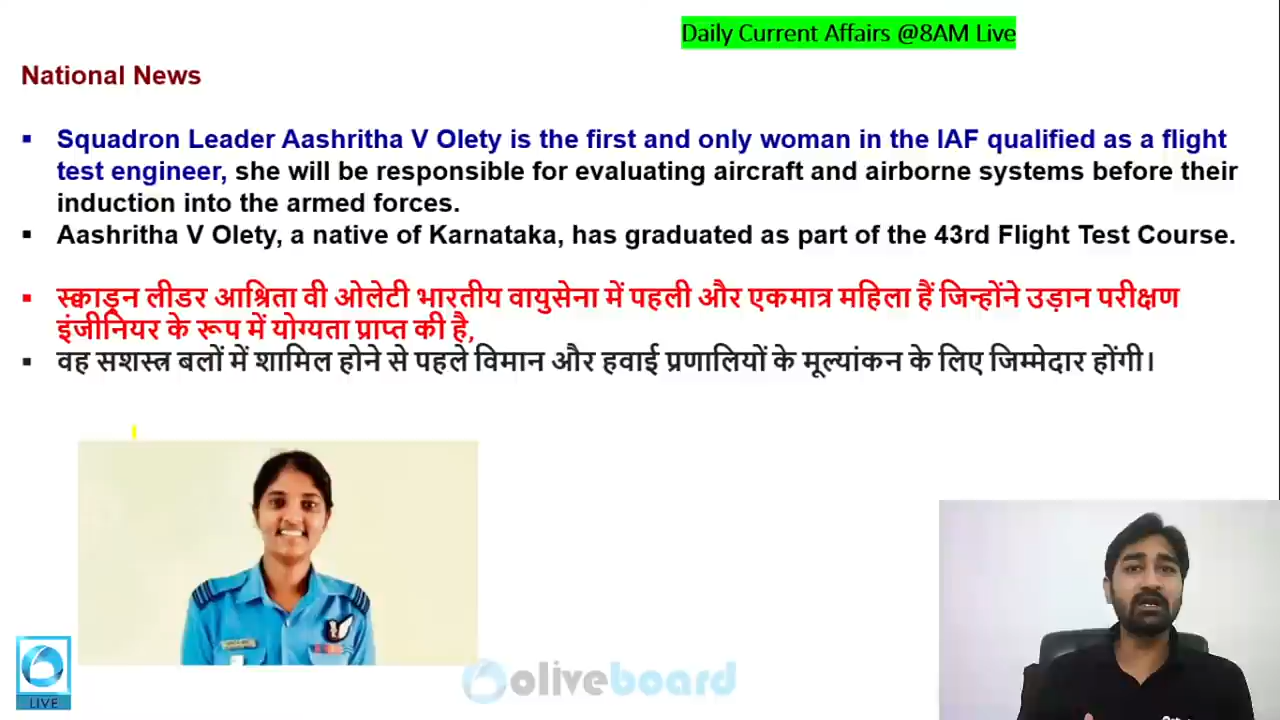 Daily Current Affairs @8AM Live
National News
▪ Squadron Leader Aashritha V Olety is the first and only woman in the IAF qualified as a flight
test engineer, she will be responsible for evaluating aircraft and airborne systems before their
induction into the armed forces.
▪ Aashritha V Olety, a native of Karnataka, has graduated as part of the 43rd Flight Test Course.
▪ स्क्वाड्रन लीडर आश्रिता वी ओलेटी भारतीय वायुसेना में पहली और एकमात्र महिला हैं जिन्होंने उड़ान परीक्षण
इंजीनियर के रूप में योग्यता प्राप्त की है,
▪ वह सशस्त्र बलों में शामिल होने से पहले विमान और हवाई प्रणालियों के मूल्यांकन के लिए जिम्मेदार होंगी।
LIVE
oliveboard